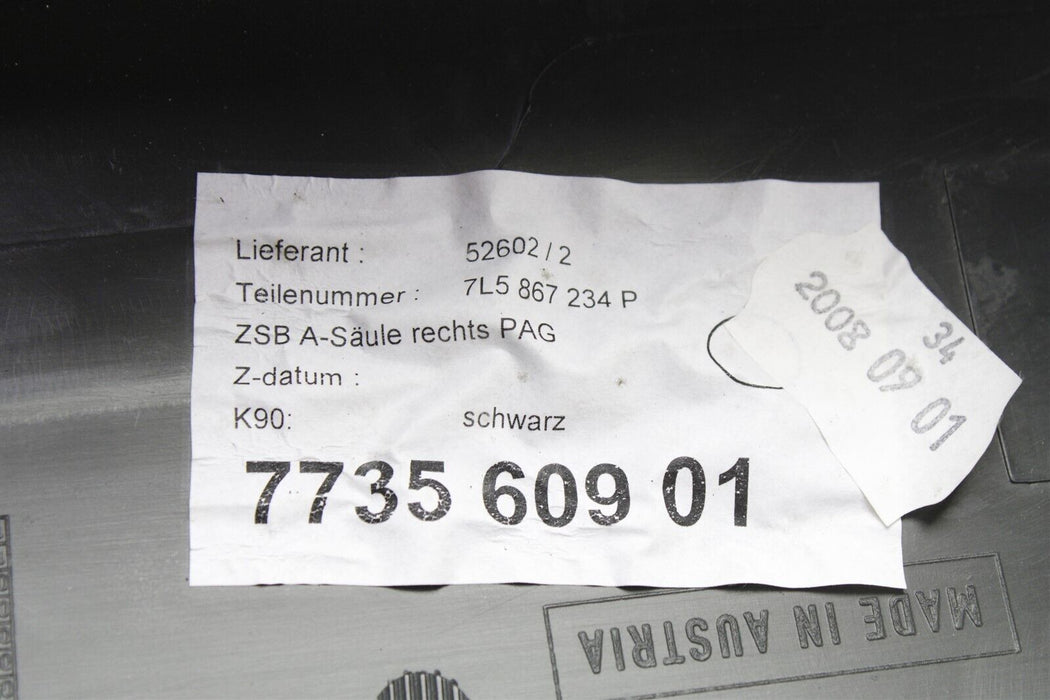 Lieferant : 52602/2
Teilenummer : 7L5 867 234 P
ZSB A-Säule rechts PAG
Z-datum :
K90: schwarz
7735 609 01
34
2008 09 01
MADE IN AUSTRIA